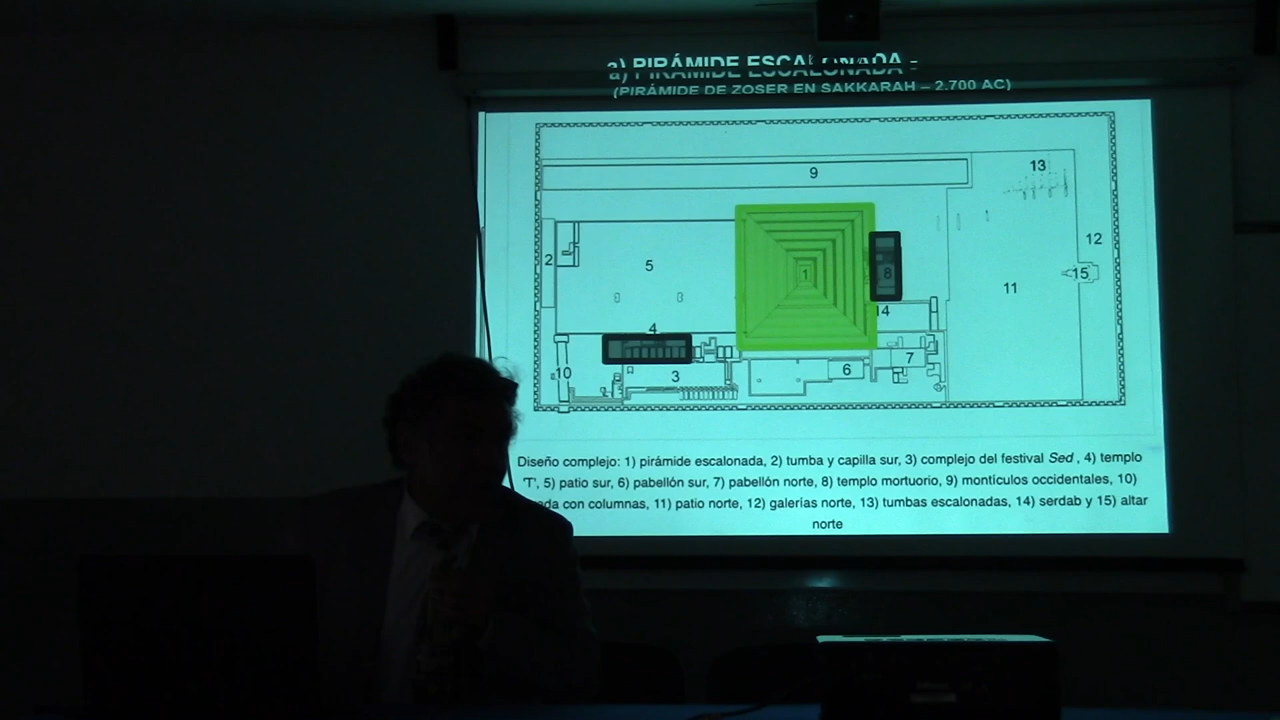 a) PIRÁMIDE ESCALONADA -
(PIRÁMIDE DE ZOSER EN SAKKARAH – 2.700 AC)
9
13
12
2
5
1
8
15
11
14
4
7
10
3
6
Diseño complejo: 1) pirámide escalonada, 2) tumba y capilla sur, 3) complejo del festival Sed , 4) templo
'T', 5) patio sur, 6) pabellón sur, 7) pabellón norte, 8) templo mortuorio, 9) montículos occidentales, 10)
con columnas, 11) patio norte, 12) galerías norte, 13) tumbas escalonadas, 14) serdab y 15) altar
norte